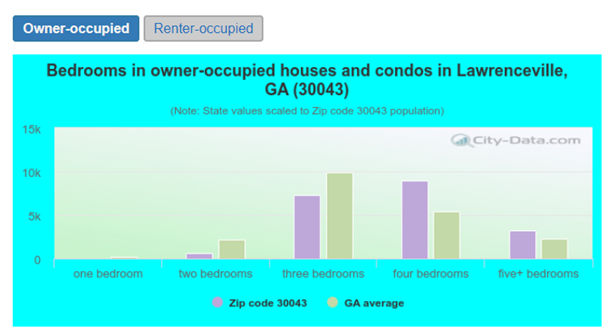 Owner-occupied Renter-occupied
Bedrooms in owner-occupied houses and condos in Lawrenceville,
GA (30043)
(Note: State values scaled to Zip code 30043 population)
15k
City-Data.com
10k
5k
0
one bedroom two bedrooms three bedrooms four bedrooms five+ bedrooms
Zip code 30043 GA average